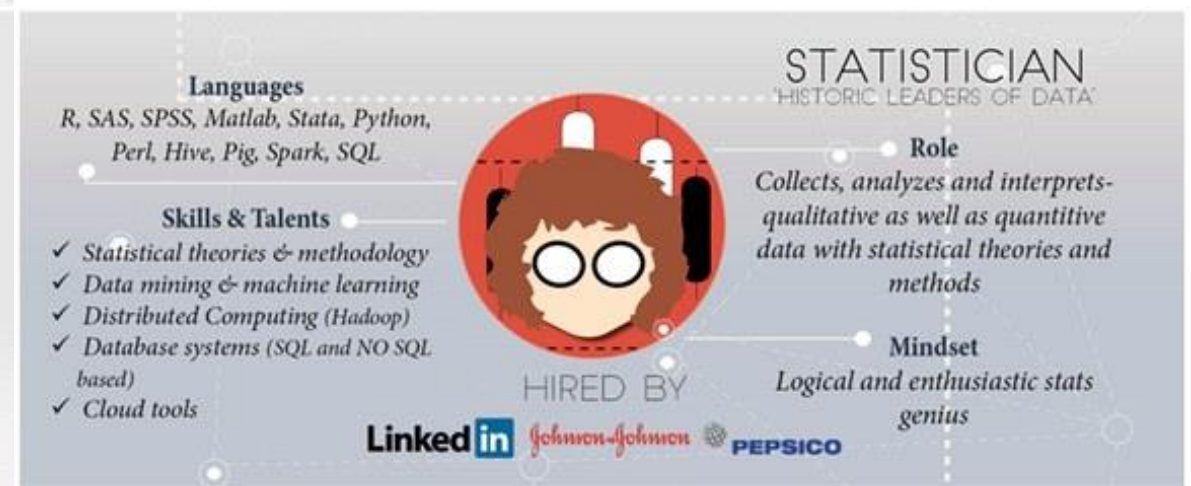 STATISTICIAN
'HISTORIC LEADERS OF DATA'
Languages
R, SAS, SPSS, Matlab, Stata, Python,
Perl, Hive, Pig, Spark, SQL
Skills & Talents
✓ Statistical theories & methodology
✓ Data mining & machine learning
✓ Distributed Computing (Hadoop)
✓ Database systems (SQL and NO SQL
based)
✓ Cloud tools
Role
Collects, analyzes and interprets-
qualitative as well as quantitive
data with statistical theories and
methods
Mindset
Logical and enthusiastic stats
genius
HIRED BY
Linked in Johnson & Johnson PEPSICO